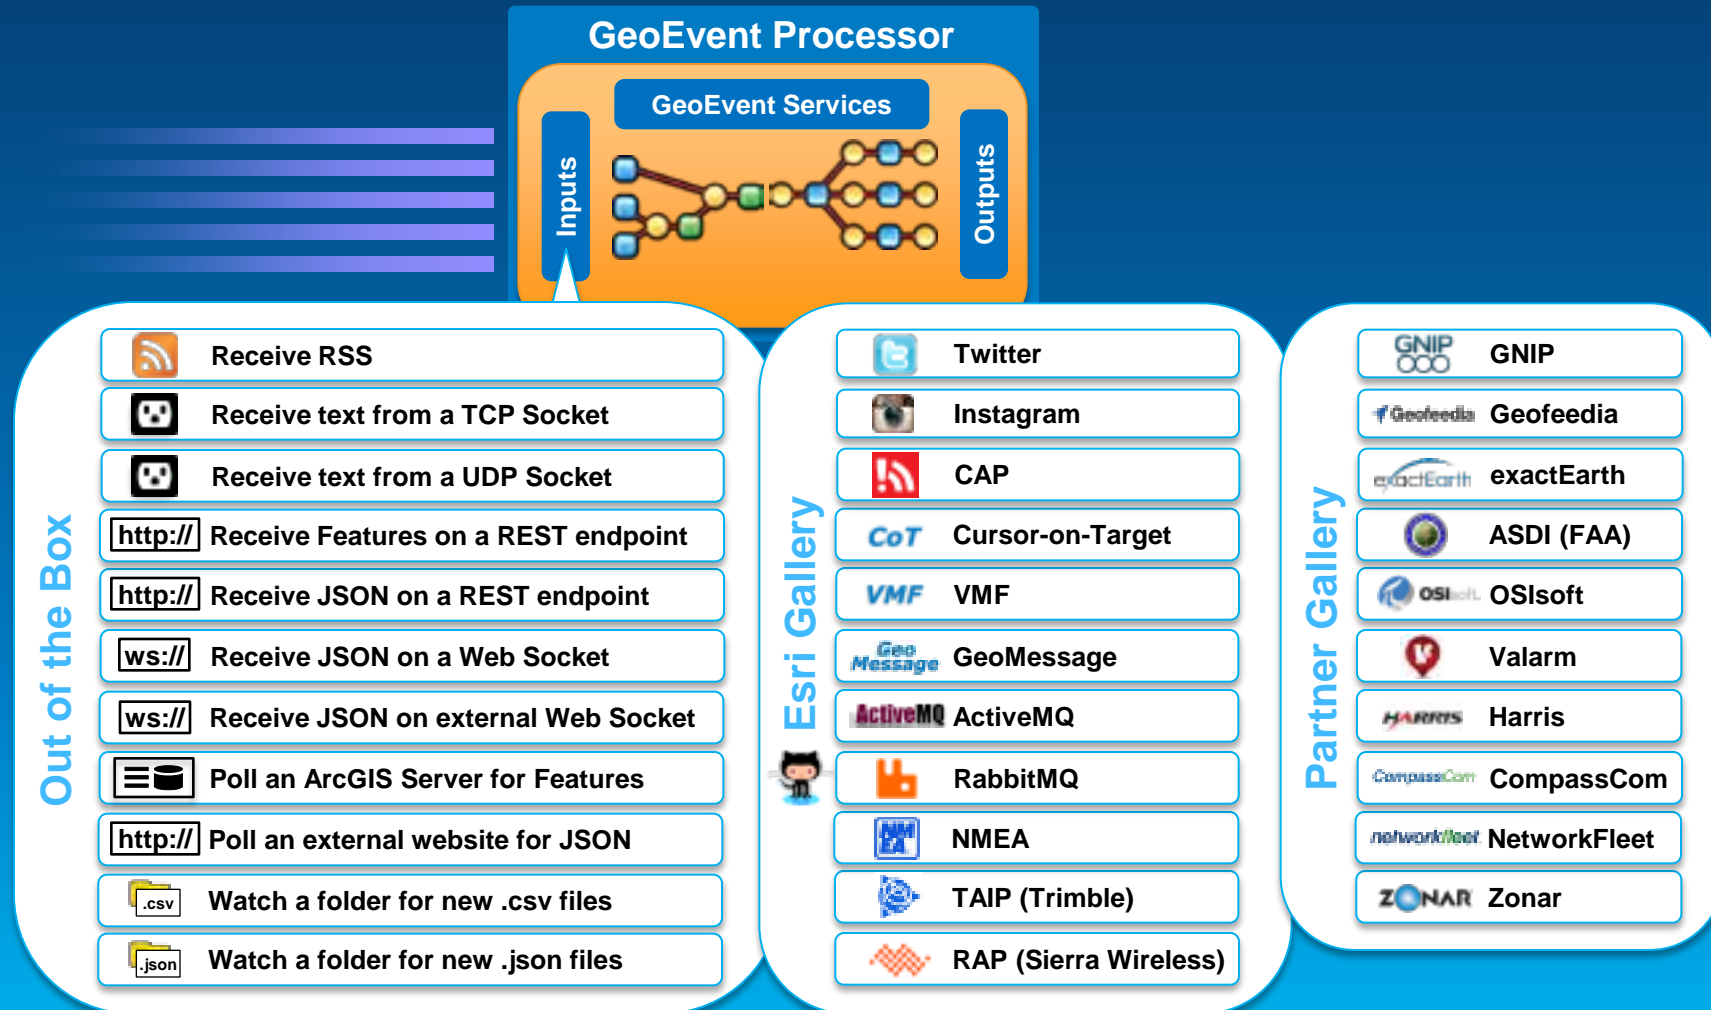 GeoEvent Processor
GeoEvent Services
Inputs
Outputs
Out of the Box
Receive RSS
Receive text from a TCP Socket
Receive text from a UDP Socket
http:// Receive Features on a REST endpoint
http:// Receive JSON on a REST endpoint
ws:// Receive JSON on a Web Socket
ws:// Receive JSON on external Web Socket
Poll an ArcGIS Server for Features
http:// Poll an external website for JSON
.csv Watch a folder for new .csv files
.json Watch a folder for new .json files
Esri Gallery
Twitter
Instagram
CAP
CoT Cursor-on-Target
VMF VMF
Geo
Message GeoMessage
ActiveMQ ActiveMQ
RabbitMQ
NMEA NMEA
TAIP (Trimble)
RAP (Sierra Wireless)
Partner Gallery
GNIP GNIP
Geofeedia Geofeedia
exactEarth exactEarth
ASDI (FAA)
OSIsoft. OSIsoft
Valarm
HARRIS Harris
CompassCom CompassCom
networkfleet NetworkFleet
ZONAR Zonar